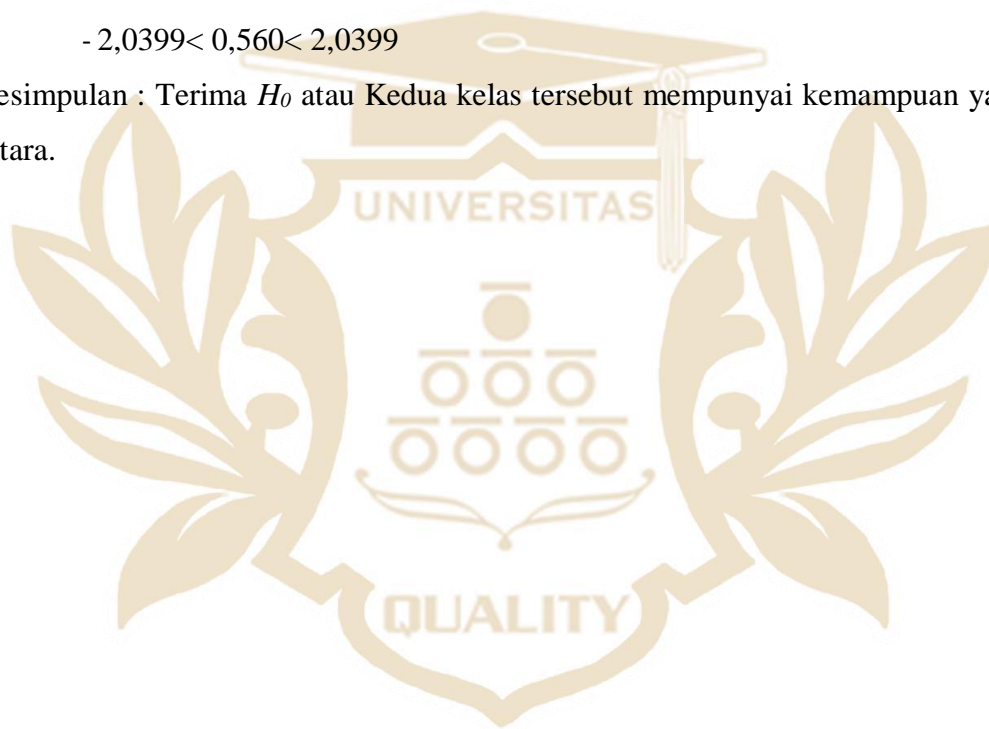 - 2,0399< 0,560< 2,0399
esimpulan : Terima H0 atau Kedua kelas tersebut mempunyai kemampuan ya
tara.
UNIVERSITAS
QUALITY